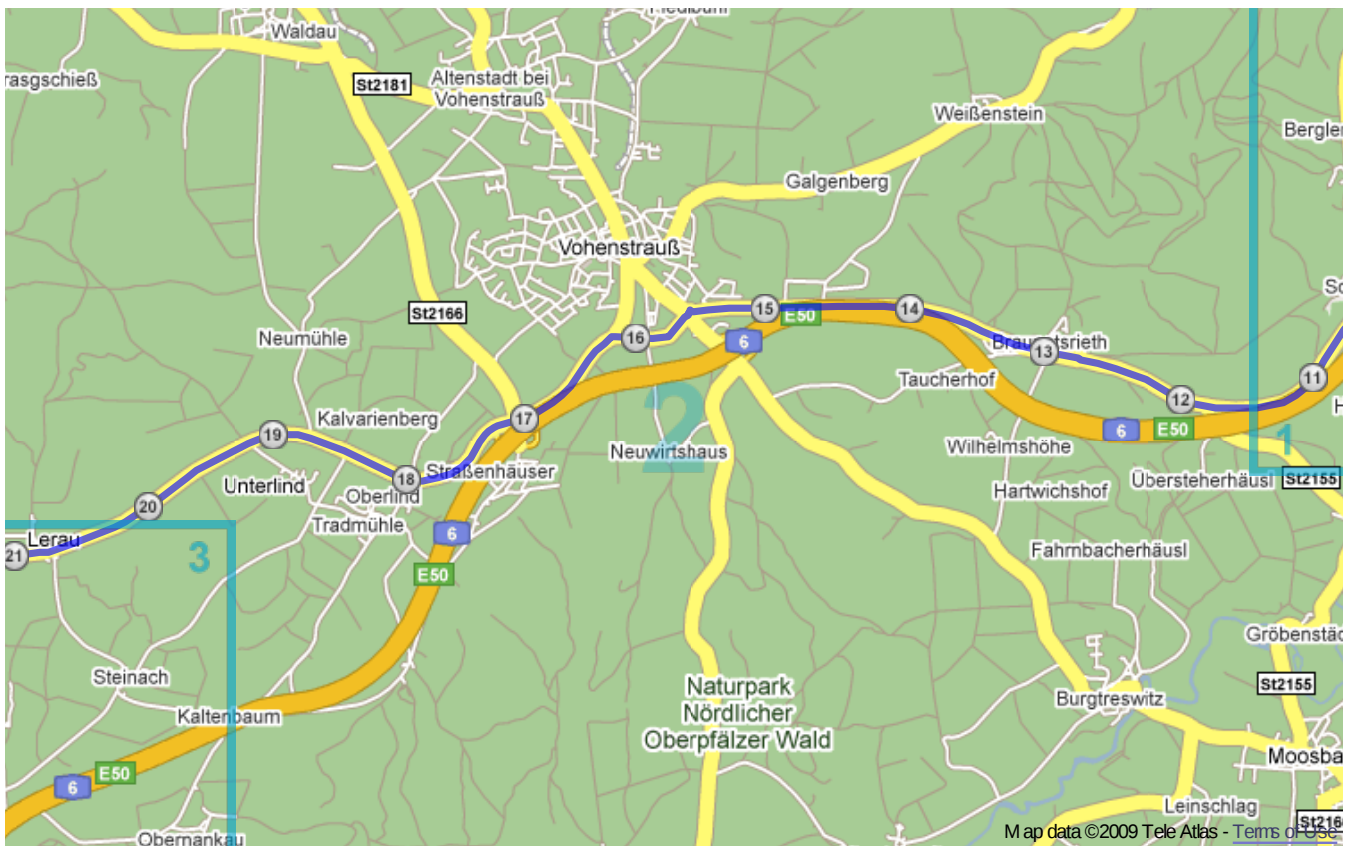 Waldau
rasgschieß
St2181
Altenstadt bei
Vohenstrauß
Weißenstein
Bergle
Galgenberg
Vohenstrauß
St2166
Neumühle
16
15
E50
14
6
13
Taucherhof
11
12
17
Kalvarienberg
19
2
6
E50
Wilhelmshöhe
1
Neuwirtshaus
18
Straßenhäuser
Unterlind
Oberlind
Hartwichshof
Übersteherhäusl
St2155
20
Tradmühle
6
21
Lerau
3
E50
Fahrnbacherhäusl
Gröbenstäd
Steinach
St2155
Kaltenbaum
Naturpark
Nördlicher
Oberpfälzer Wald
Burgtreswitz
Moosba
6
E50
Leinschlag
St216
Obernankau
Map data ©2009 Tele Atlas - Terms of Use